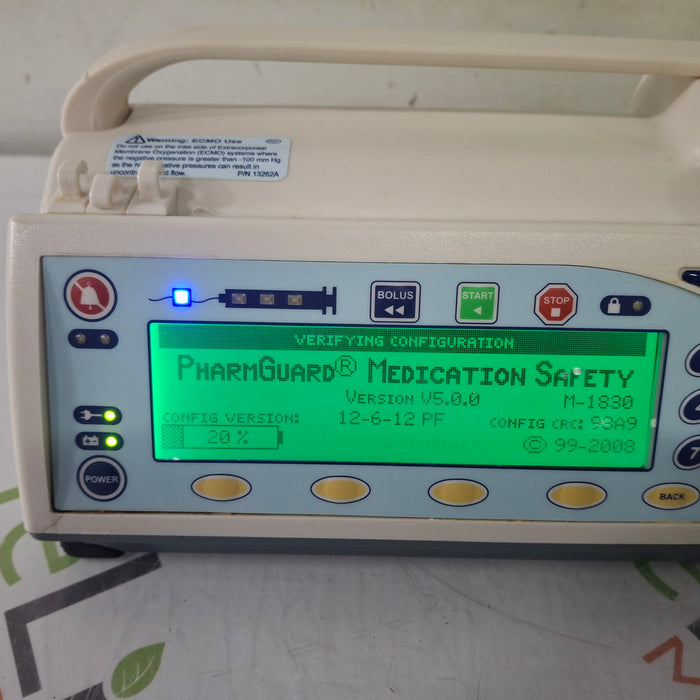 Warning: ECMO Use
Do not use on the inlet side of Extracorporeal
Membrane Oxygenation (ECMO) systems where
the negative pressure is greater than -100 mm Hg
as the negative pressures can result in
flow. P/N 13262A
BOLUS
START
STOP
VERIFYING CONFIGURATION
PHARMGUARD® MEDICATION SAFETY
VERSION V5.0.0 M-1830
CONFIG VERSION: 12-6-12 PF CONFIG CRC: 93A9
20 % © 99-2008
7
POWER
BACK